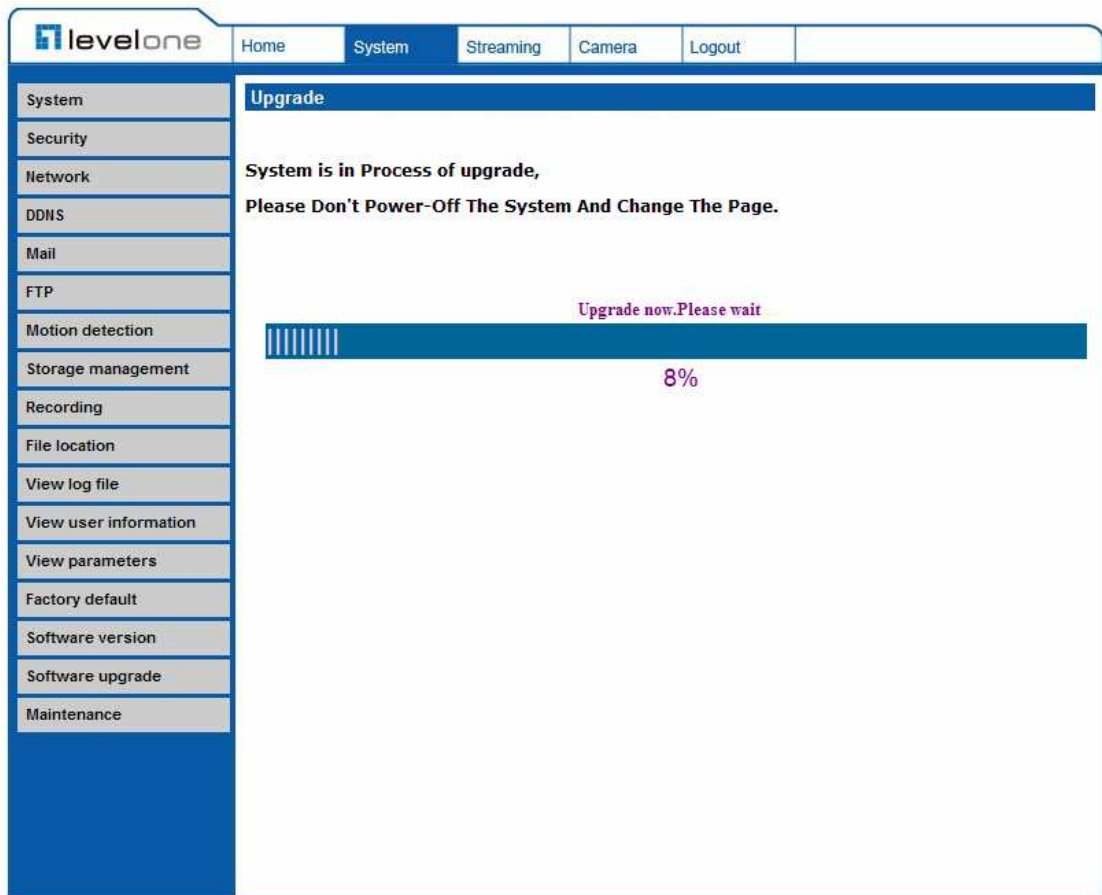 levelone
Home System Streaming Camera Logout
System
Security
Network
DDNS
Mail
FTP
Motion detection
Storage management
Recording
File location
View log file
View user information
View parameters
Factory default
Software version
Software upgrade
Maintenance
Upgrade
System is in Process of upgrade,
Please Don't Power-Off The System And Change The Page.
Upgrade now.Please wait
8%